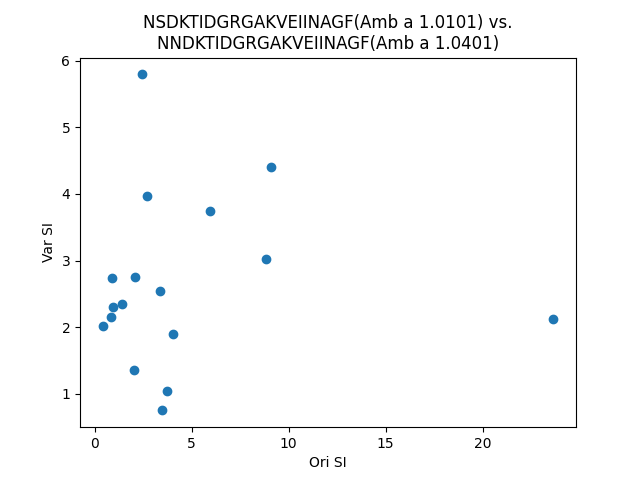 NSDKTIDGRGAKVEIINAGF(Amb a 1.0101) vs.
NNDKTIDGRGAKVEIINAGF(Amb a 1.0401)
6
5
4
3
2
1
Var SI
0
5
10
15
20
Ori SI